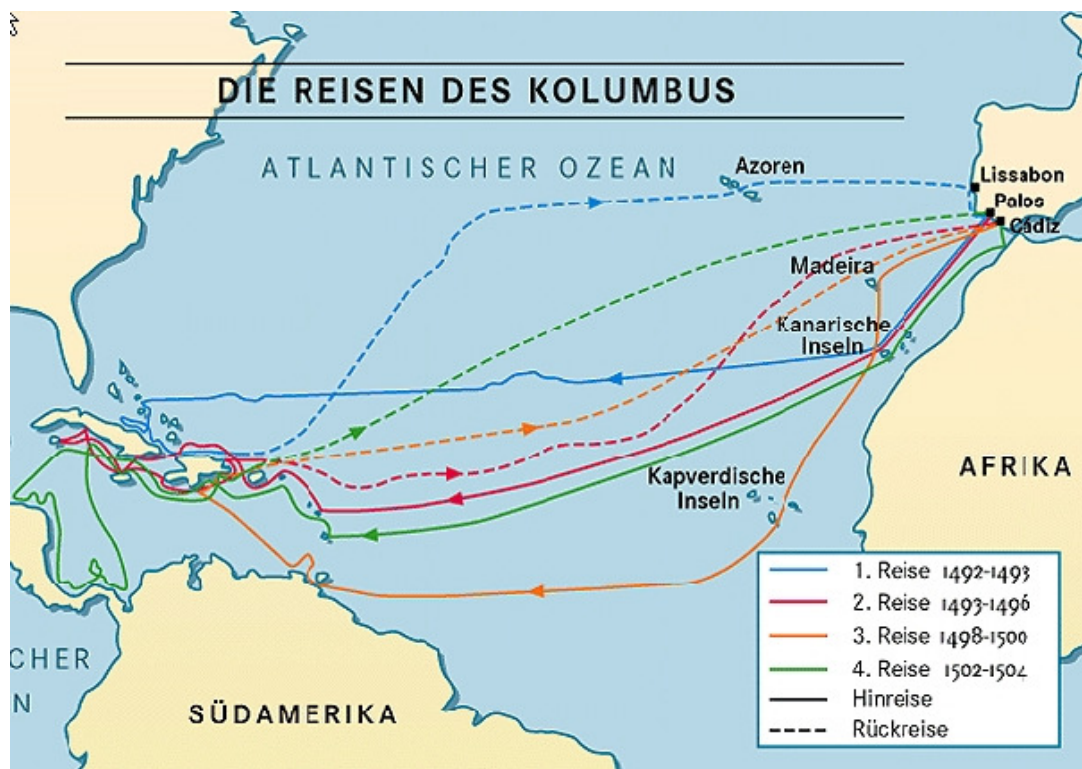 DIE REISEN DES KOLUMBUS
ATLANTISCHER OZEAN
Azoren
Lissabon
Palos
Cádiz
Madeira
Kanarische
Inseln
Kapverdische
Inseln
AFRIKA
CHER
N
SÜDAMERIKA
1. Reise 1492-1493
2. Reise 1493-1496
3. Reise 1498-1500
4. Reise 1502-1504
Hinreise
Rückreise